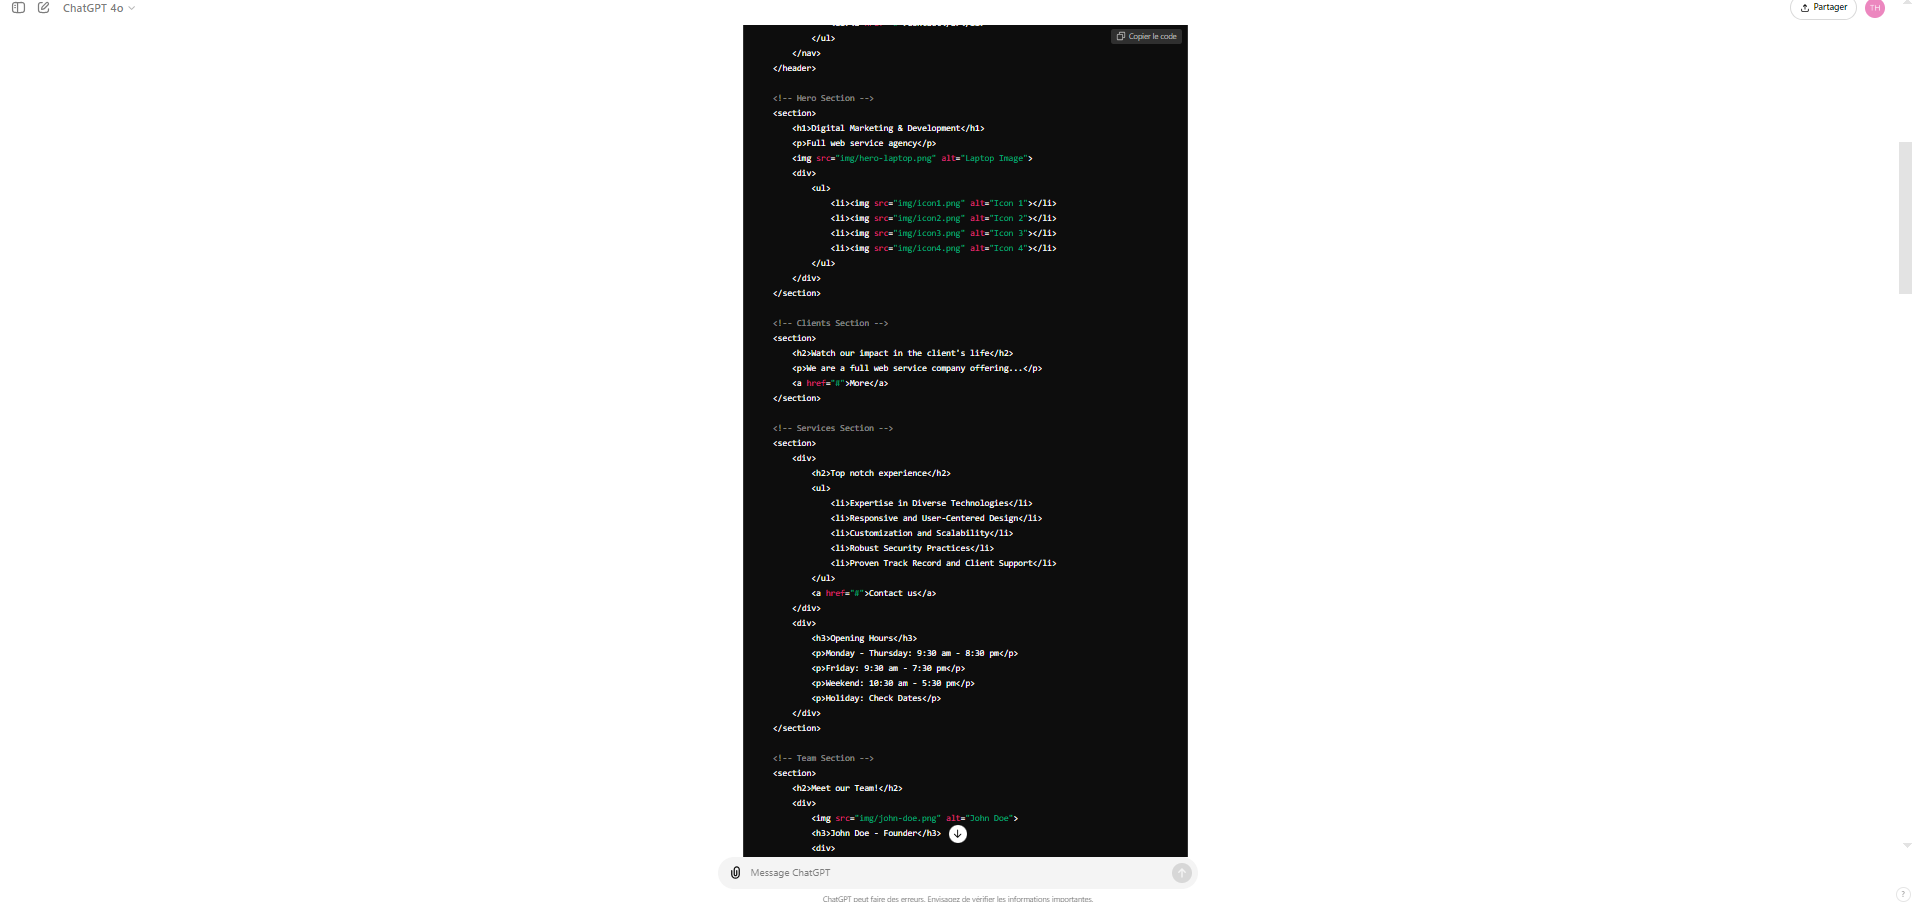 ChatGPT 4o
Partager
TH
Copier le code
</ul>
</nav>
</header>
<!-- Hero Section -->
<section>
<h1>Digital Marketing & Development</h1>
<p>Full web service agency</p>
<img src="img/hero-laptop.png" alt="Laptop Image">
<div>
<ul>
<li><img src="img/icon1.png" alt="Icon 1"></li>
<li><img src="img/icon2.png" alt="Icon 2"></li>
<li><img src="img/icon3.png" alt="Icon 3"></li>
<li><img src="img/icon4.png" alt="Icon 4"></li>
</ul>
</div>
</section>
<!-- Clients Section -->
<section>
<h2>Watch our impact in the client's life</h2>
<p>We are a full web service company offering...</p>
<a href="#">More</a>
</section>
<!-- Services Section -->
<section>
<div>
<h2>Top notch experience</h2>
<ul>
<li>Expertise in Diverse Technologies</li>
<li>Responsive and User-Centered Design</li>
<li>Customization and Scalability</li>
<li>Robust Security Practices</li>
<li>Proven Track Record and Client Support</li>
</ul>
<a href="#">Contact us</a>
</div>
<div>
<h3>Opening Hours</h3>
<p>Monday - Thursday: 9:30 am - 8:30 pm</p>
<p>Friday: 9:30 am - 7:30 pm</p>
<p>Weekend: 10:30 am - 5:30 pm</p>
<p>Holiday: Check Dates</p>
</div>
</section>
<!-- Team Section -->
<section>
<h2>Meet our Team!</h2>
<div>
<img src="img/john-doe.png" alt="John Doe">
<h3>John Doe - Founder</h3>
<div>
Message ChatGPT
ChatGPT peut faire des erreurs. Envisagez de vérifier les informations importantes.
?